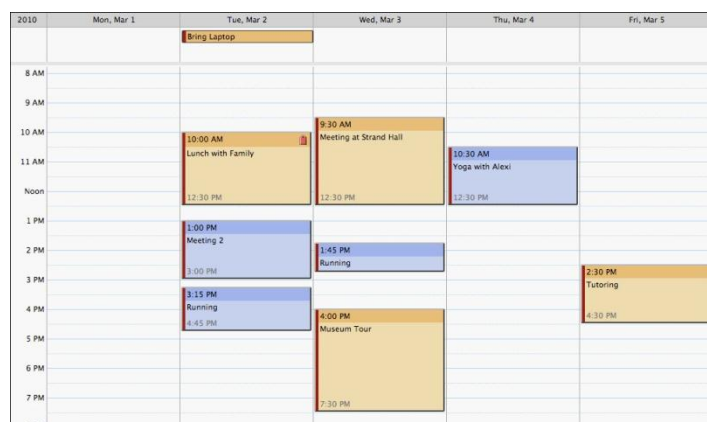 2010 Mon, Mar 1 Tue, Mar 2 Wed, Mar 3 Thu, Mar 4 Fri, Mar 5
Bring Laptop
8 AM
9 AM
9:30 AM
10 AM
10:00 AM
Meeting at Strand Hall
Lunch with Family
10:30 AM
11 AM
Yoga with Alexi
Noon
12:30 PM 12:30 PM 12:30 PM
1 PM
1:00 PM
Meeting 2
1:45 PM
2 PM
Running
3:00 PM
2:30 PM
3 PM
Tutoring
3:15 PM
Running
4 PM
4:00 PM
4:30 PM
4:45 PM
Museum Tour
5 PM
6 PM
7 PM
7:30 PM